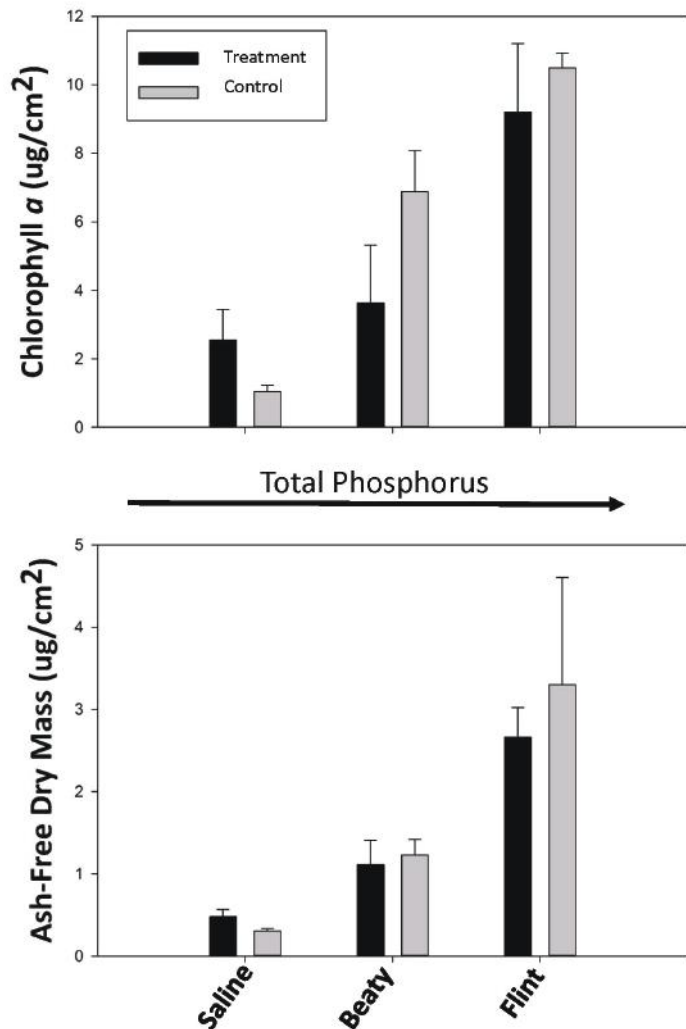 Chlorophyll a (ug/cm2)
12
10
8
6
4
2
0
Treatment
Control
Total Phosphorus
Ash-Free Dry Mass (ug/cm2)
5
4
3
2
1
0
Saline
Beaty
Flint